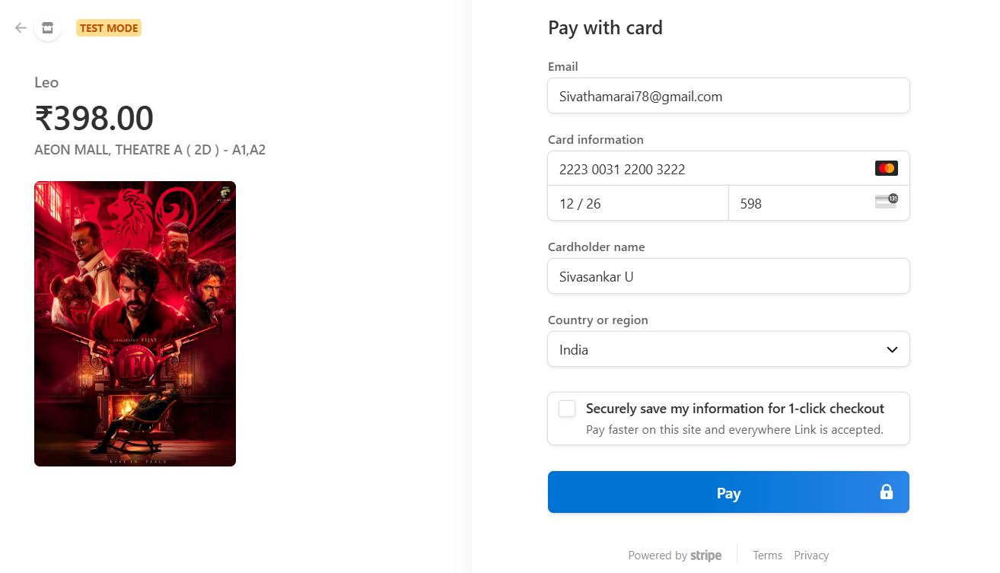 TEST MODE
Leo
₹398.00
AEON MALL, THEATRE A ( 2D ) - A1,A2
THALAPATHY VIJAY
LEO
REST IN PEACE
Pay with card
Email
Sivathamarai78@gmail.com
Card information
2223 0031 2200 3222
12 / 26
598
135
Cardholder name
Sivasankar U
Country or region
India
Securely save my information for 1-click checkout
Pay faster on this site and everywhere Link is accepted.
Pay
Powered by stripe
Terms
Privacy